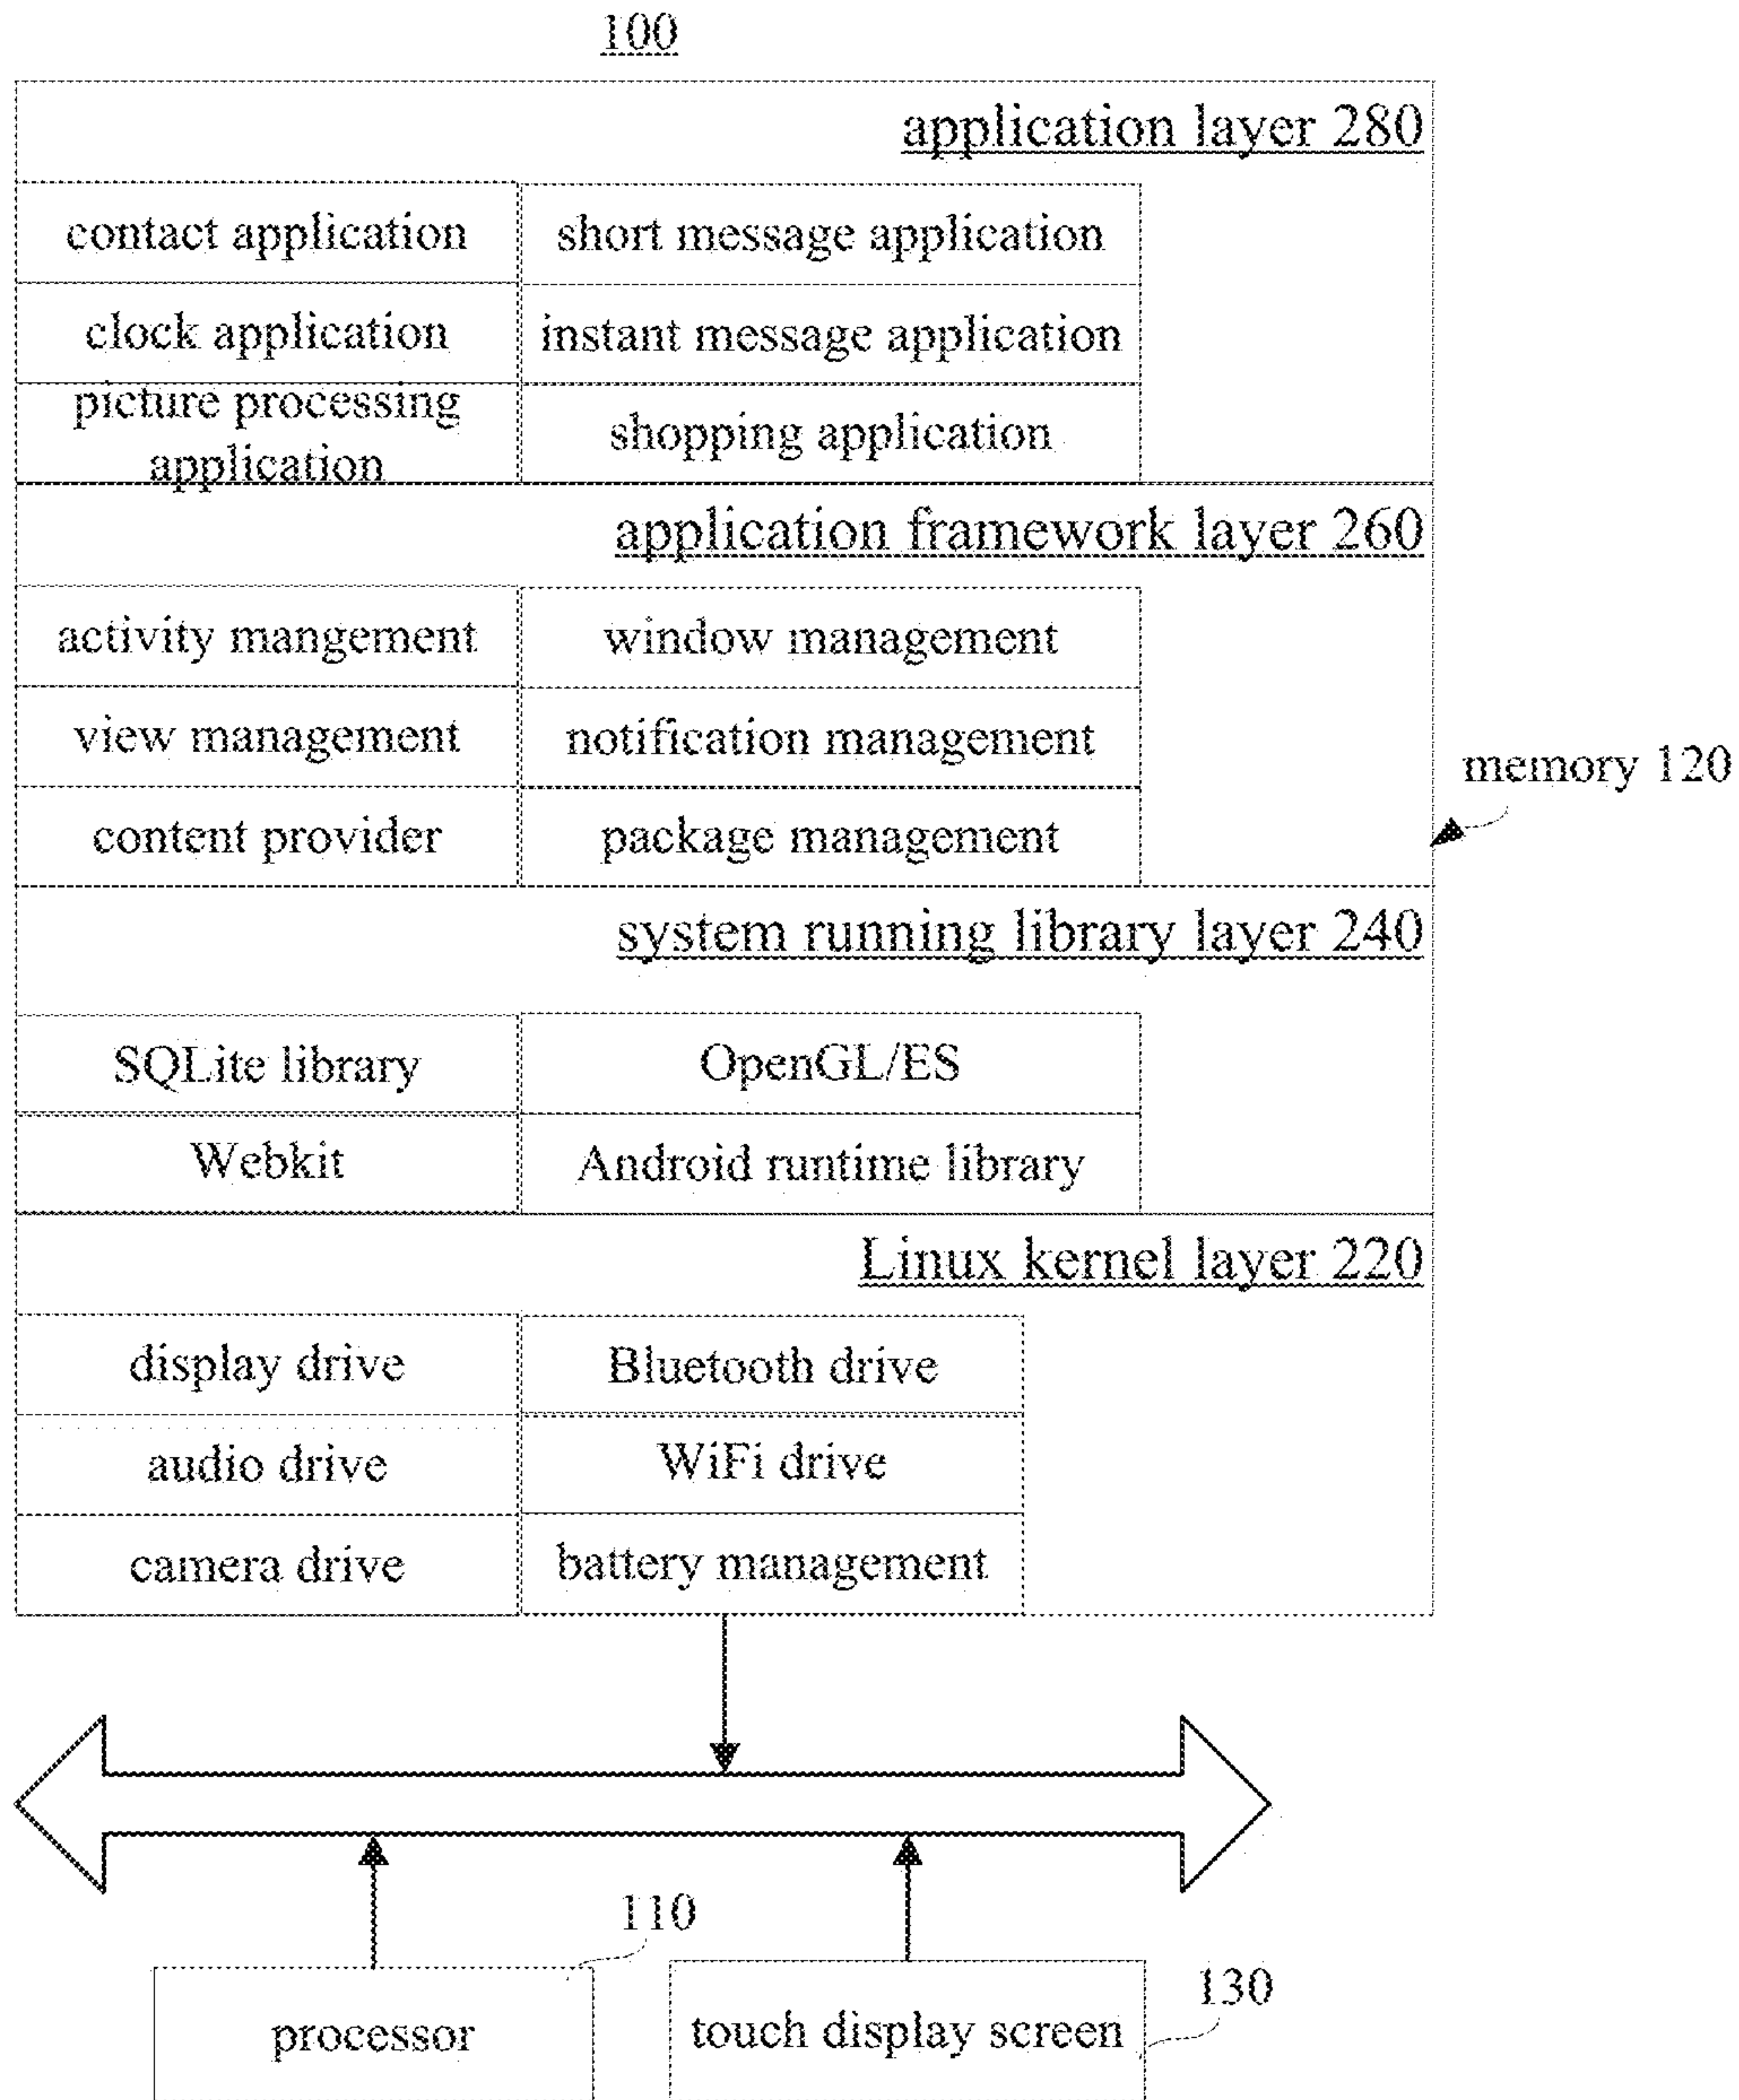 100
application layer 280
contact application
short message application
clock application
instant message application
picture processing
application
shopping application
application framework layer 260
activity mangement
window management
view management
notification management
memory 120
content provider
package management
system running library layer 240
SQLite library
OpenGL/ES
Webkit
Android runtime library
Linux kernel layer 220
display drive
Bluetooth drive
audio drive
WiFi drive
camera drive
battery management
110
130
processor
touch display screen